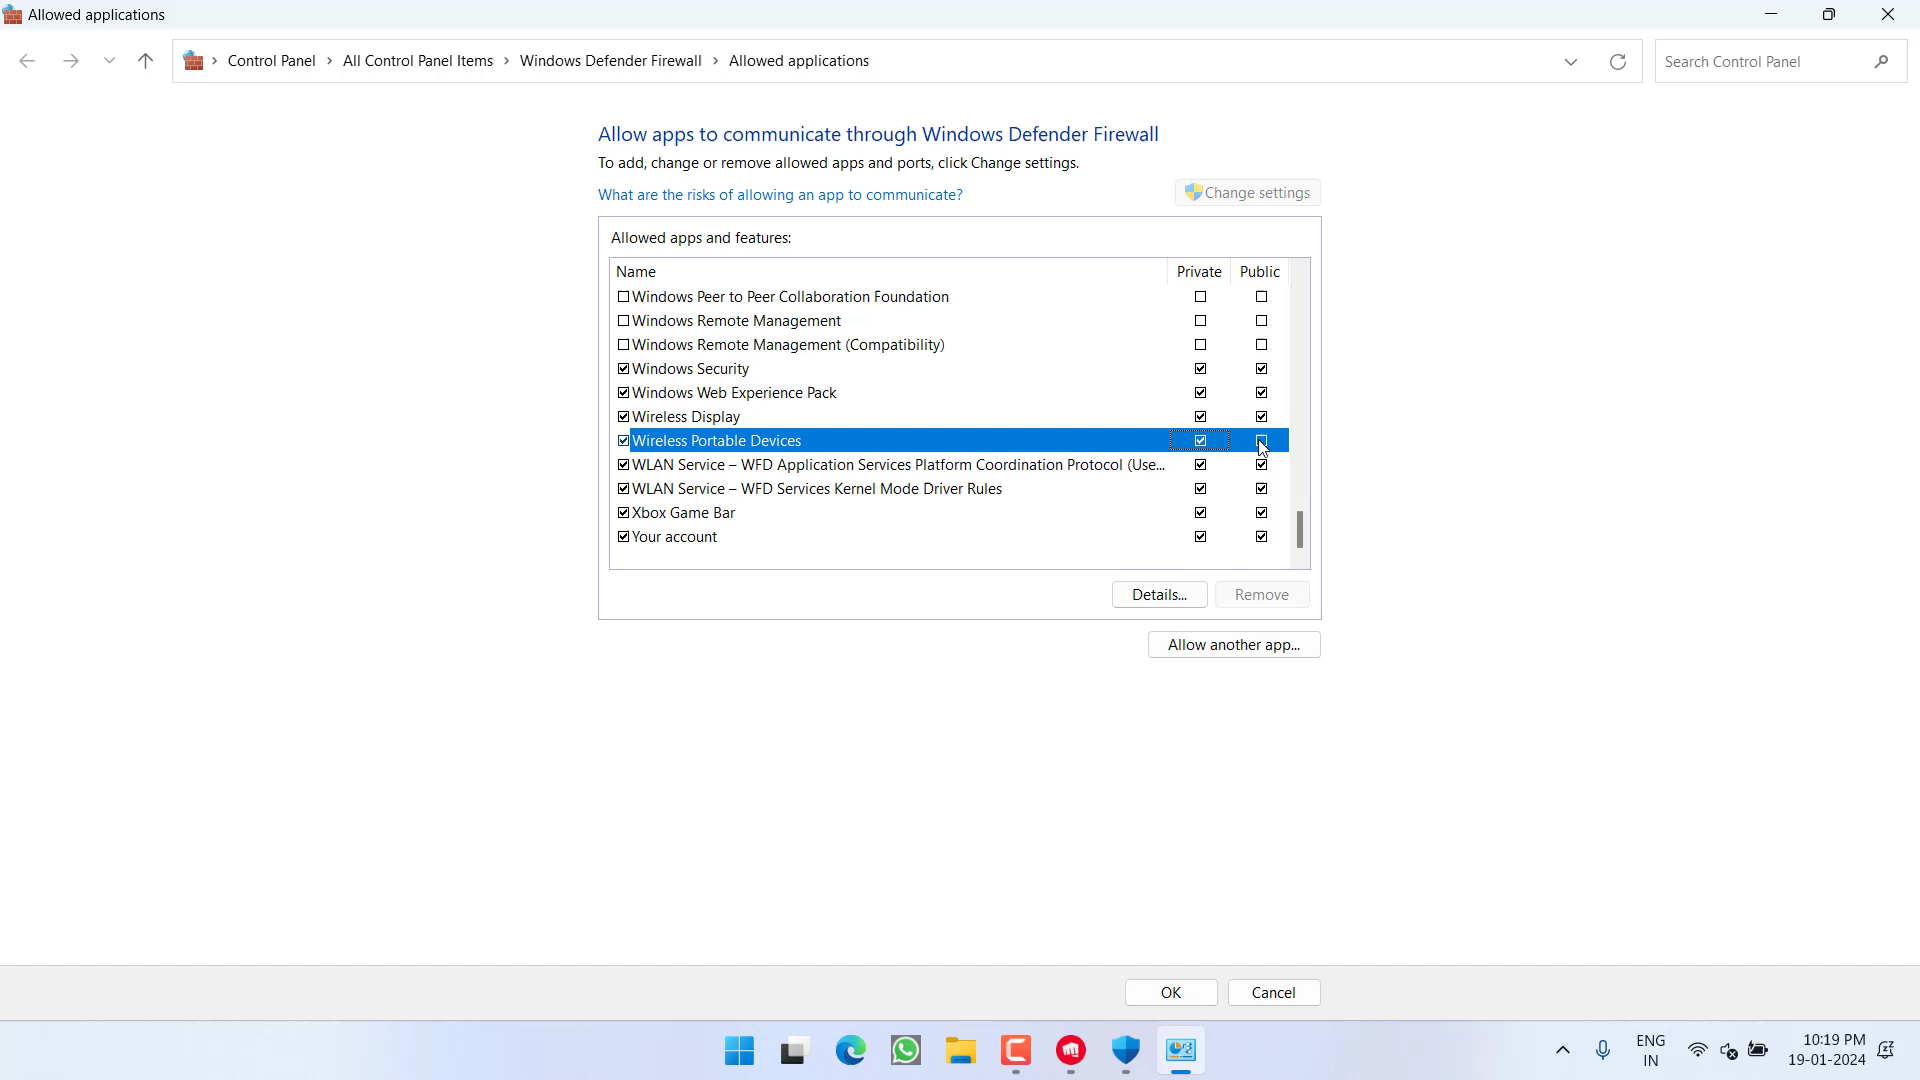 Allowed applications
Control Panel > All Control Panel Items > Windows Defender Firewall > Allowed applications
Search Control Panel
Allow apps to communicate through Windows Defender Firewall
To add, change or remove allowed apps and ports, click Change settings.
What are the risks of allowing an app to communicate?
Change settings
Allowed apps and features:
Name Private Public
Windows Peer to Peer Collaboration Foundation
Windows Remote Management
Windows Remote Management (Compatibility)
Windows Security
Windows Web Experience Pack
Wireless Display
Wireless Portable Devices
WLAN Service – WFD Application Services Platform Coordination Protocol (Use...
WLAN Service – WFD Services Kernel Mode Driver Rules
Xbox Game Bar
Your account
Details... Remove
Allow another app...
OK Cancel
ENG
IN
10:19 PM
19-01-2024